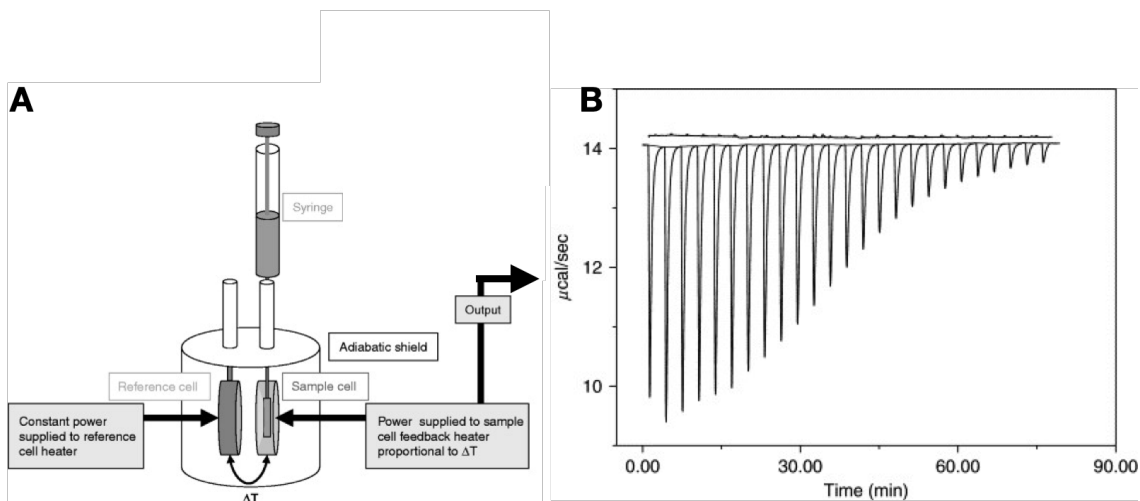 A
Syringe
Output
Adiabatic shield
Reference cell
Sample cell
Constant power
supplied to reference
cell heater
Power supplied to sample
cell feedback heater
proportional to ΔT
ΔT
B
14
12
10
μcal/sec
0.00
30.00
60.00
90.00
Time (min)